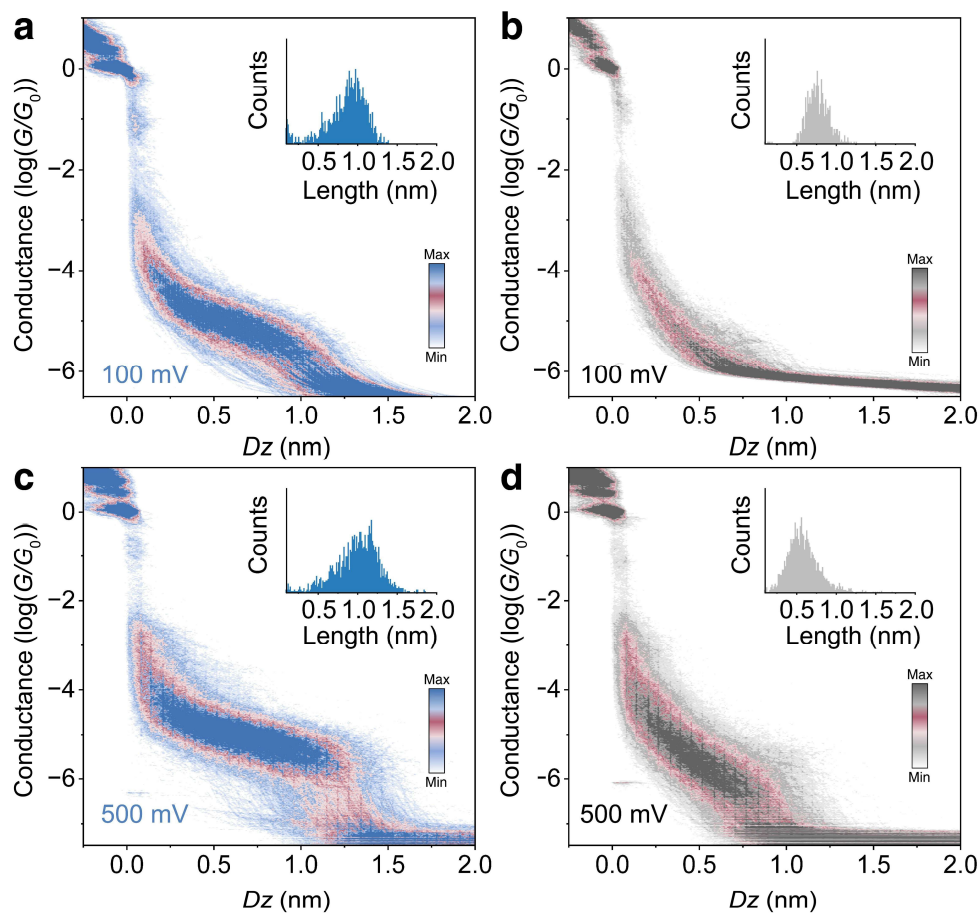 a
Conductance (log(G/G₀))
0
−2
−4
−6
Counts
0.5 1.0 1.5 2.0
Length (nm)
Max
Min
100 mV
0.0 0.5 1.0 1.5 2.0
Dz (nm)
b
Conductance (log(G/G₀))
0
−2
−4
−6
Counts
0.5 1.0 1.5 2.0
Length (nm)
Max
Min
100 mV
0.0 0.5 1.0 1.5 2.0
Dz (nm)
c
Conductance (log(G/G₀))
0
−2
−4
−6
Counts
0.5 1.0 1.5 2.0
Length (nm)
Max
Min
500 mV
0.0 0.5 1.0 1.5 2.0
Dz (nm)
d
Conductance (log(G/G₀))
0
−2
−4
−6
Counts
0.5 1.0 1.5 2.0
Length (nm)
Max
Min
500 mV
0.0 0.5 1.0 1.5 2.0
Dz (nm)